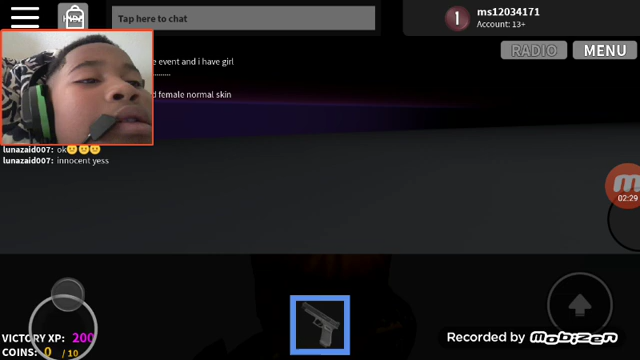 Tap here to chat
1 ms12034171
Account: 13+
RADIO MENU
e event and i have girl
.........
d female normal skin
lunazaid007: ok😕😕😕
lunazaid007: innocent yess
02:29
VICTORY XP: 200
COINS: 0 / 10
Recorded by Mobizen